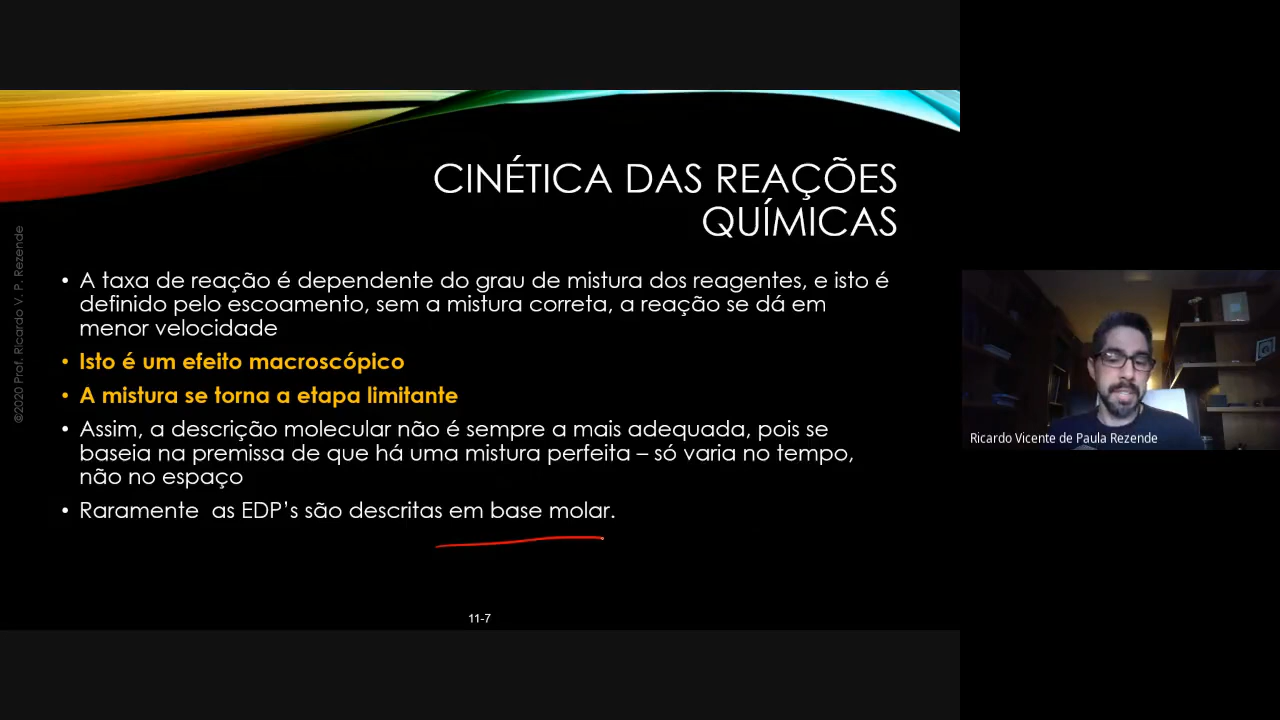 CINÉTICA DAS REAÇÕES
QUÍMICAS
• A taxa de reação é dependente do grau de mistura dos reagentes, e isto é
definido pelo escoamento, sem a mistura correta, a reação se dá em
menor velocidade
• Isto é um efeito macroscópico
• A mistura se torna a etapa limitante
• Assim, a descrição molecular não é sempre a mais adequada, pois se
baseia na premissa de que há uma mistura perfeita – só varia no tempo,
não no espaço
• Raramente  as EDP’s são descritas em base molar.
11-7
©2020 Prof. Ricardo V. P. Rezende
Ricardo Vicente de Paula Rezende